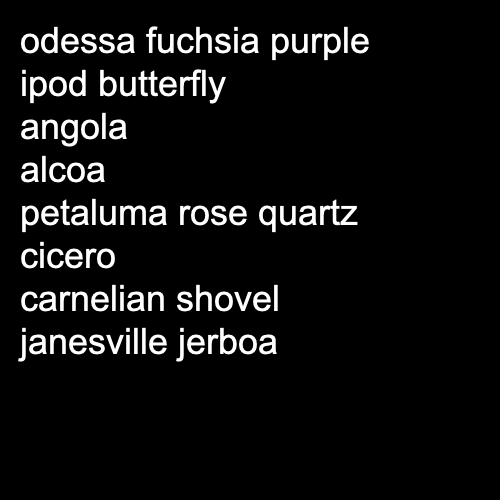 odessa fuchsia purple
ipod butterfly
angola
alcoa
petaluma rose quartz
cicero
carnelian shovel
janesville jerboa